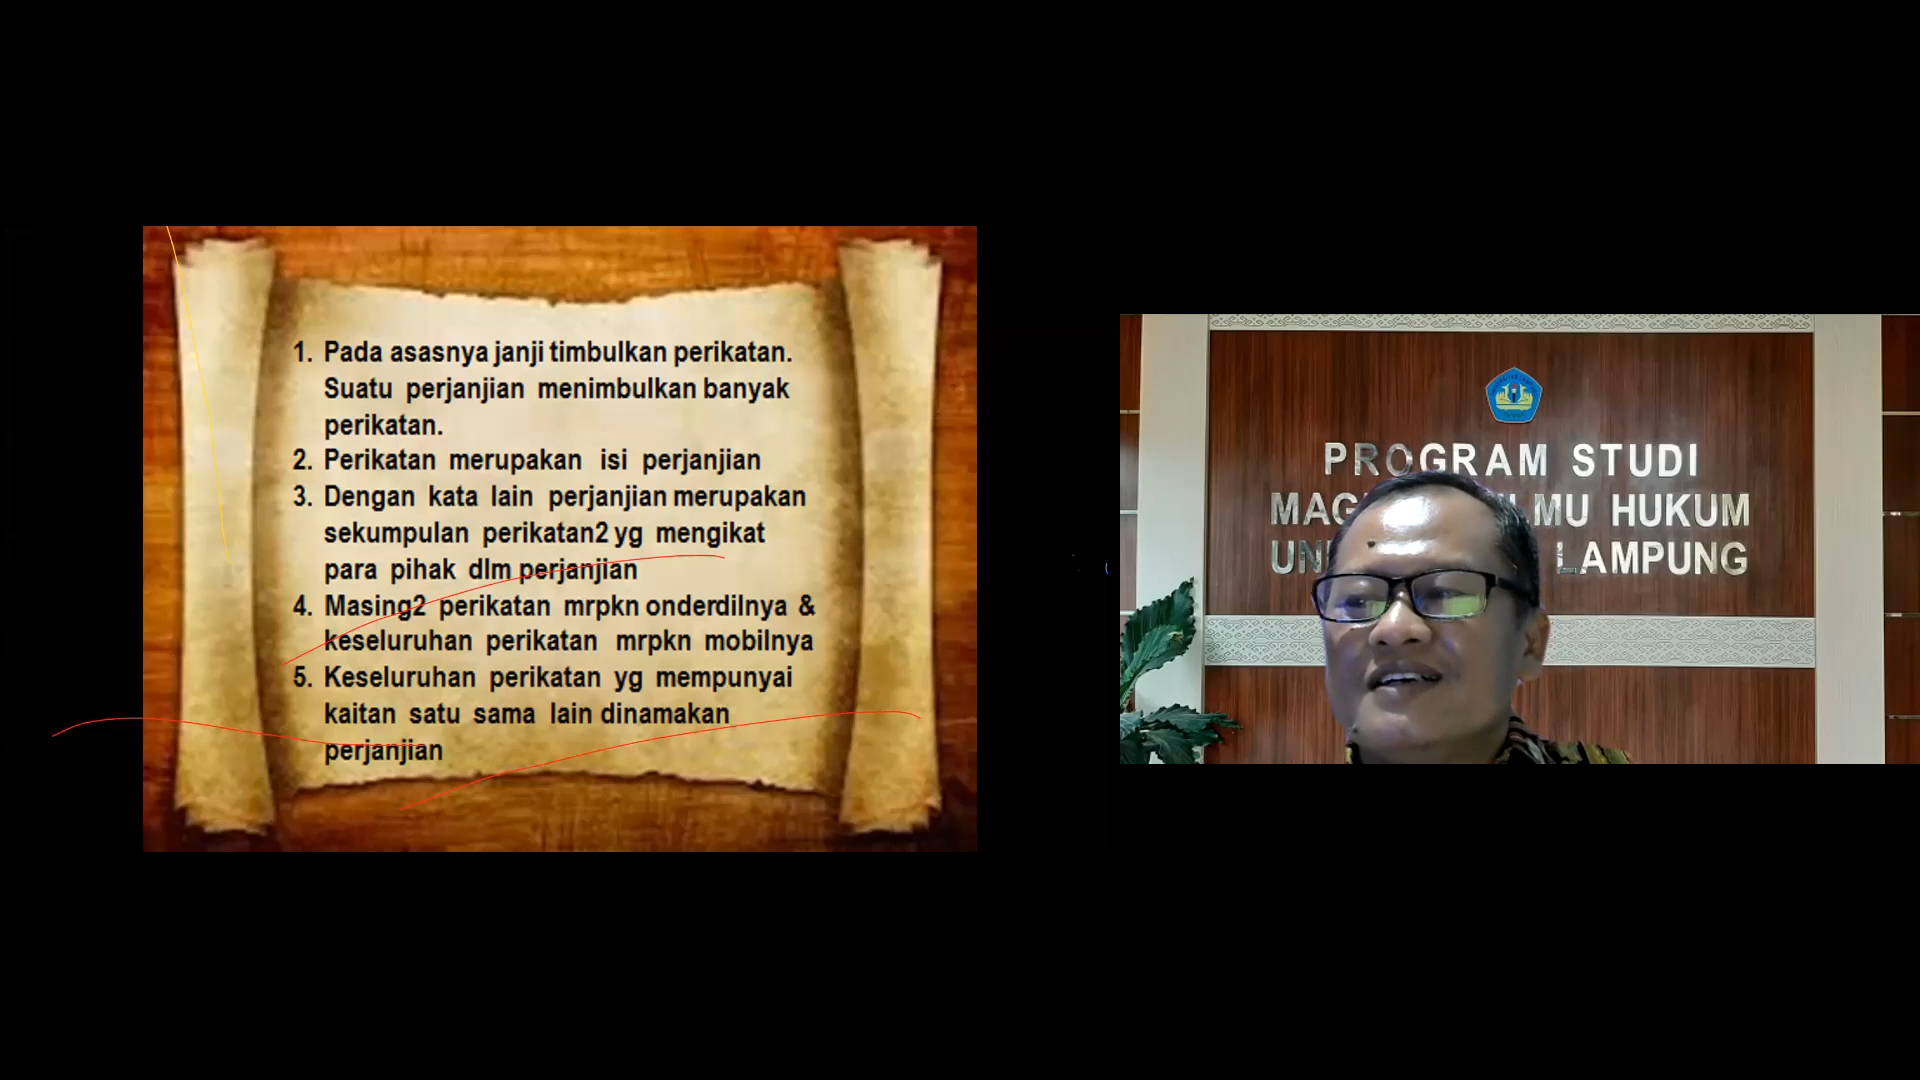 1. Pada asasnya janji timbulkan perikatan.
Suatu perjanjian menimbulkan banyak
perikatan.
2. Perikatan merupakan isi perjanjian
3. Dengan kata lain perjanjian merupakan
sekumpulan perikatan2 yg mengikat
para pihak dlm perjanjian
4. Masing2 perikatan mrpkn onderdilnya &
keseluruhan perikatan mrpkn mobilnya
5. Keseluruhan perikatan yg mempunyai
kaitan satu sama lain dinamakan
perjanjian
PROGRAM STUDI
MAG MU HUKUM
UN LAMPUNG